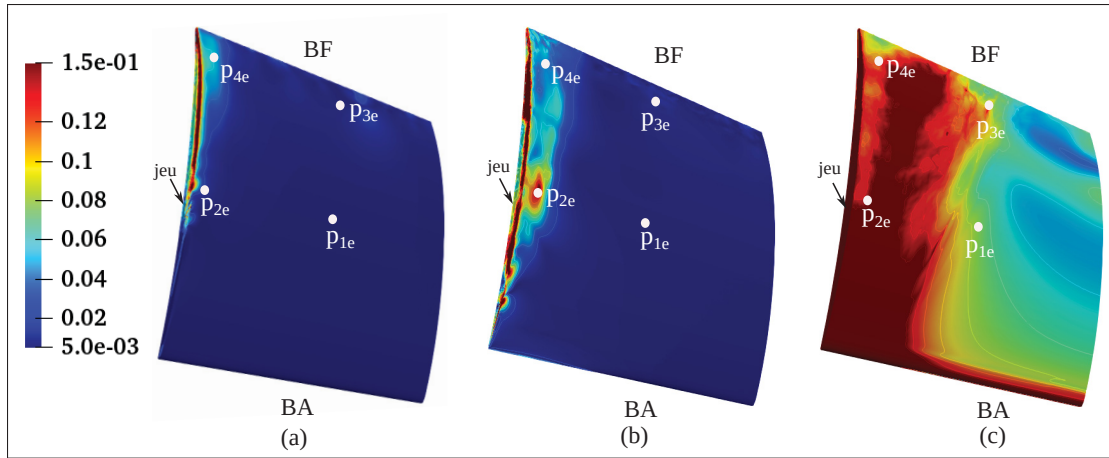 1.5e-01
0.12
0.1
0.08
0.06
0.04
0.02
5.0e-03
BF
p4e
p3e
jeu
p2e
p1e
BA
(a)
BF
p4e
p3e
jeu
p2e
p1e
BA
(b)
BF
p4e
p3e
jeu
p2e
p1e
BA
(c)